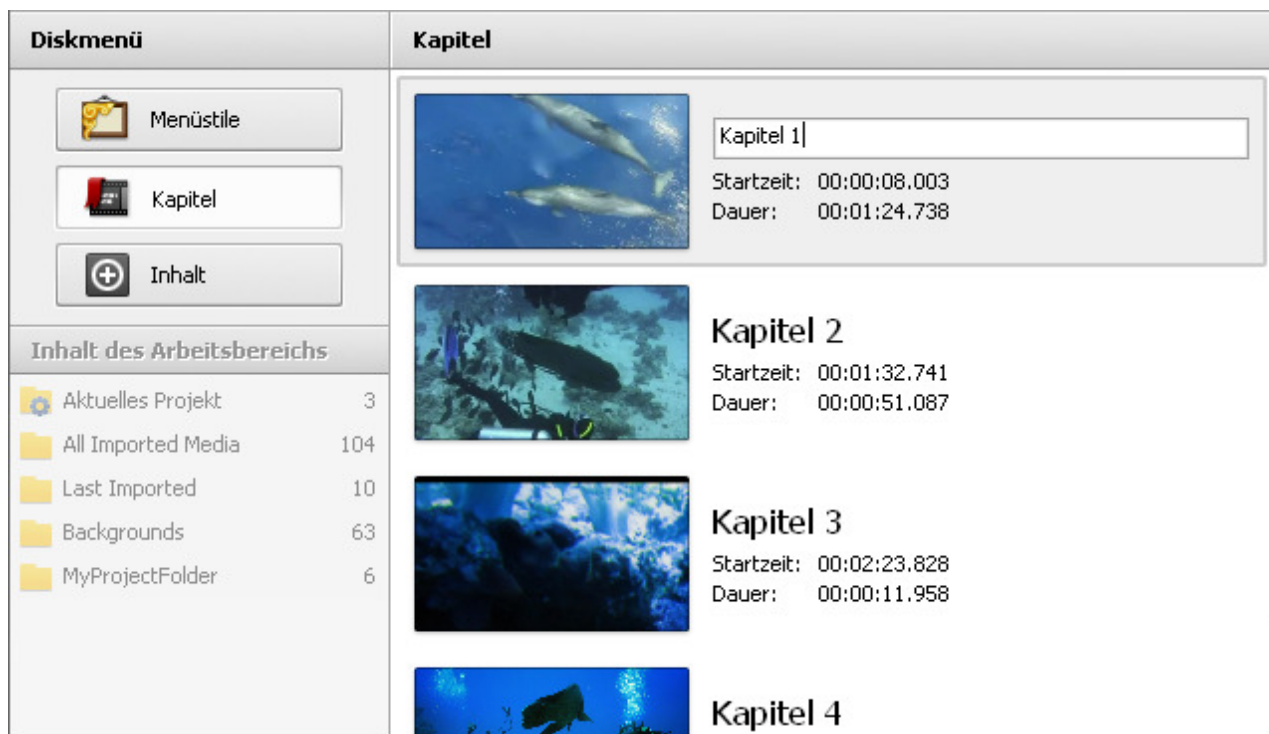 Diskmenü
Menüstile
Kapitel
Inhalt
Inhalt des Arbeitsbereichs
Aktuelles Projekt 3
All Imported Media 104
Last Imported 10
Backgrounds 63
MyProjectFolder 6
Kapitel
Kapitel 1
Startzeit: 00:00:08.003
Dauer: 00:01:24.738
Kapitel 2
Startzeit: 00:01:32.741
Dauer: 00:00:51.087
Kapitel 3
Startzeit: 00:02:23.828
Dauer: 00:00:11.958
Kapitel 4